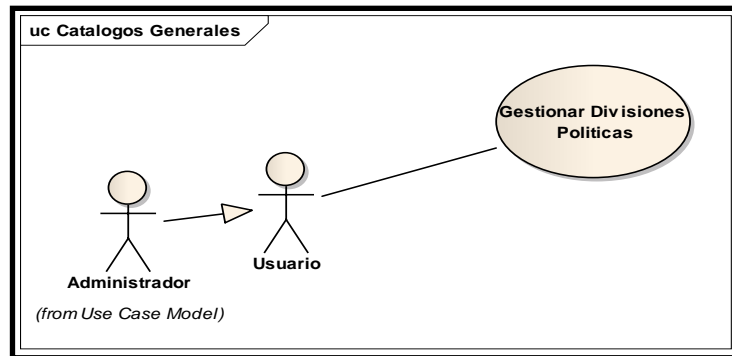 uc Catalogos Generales
Gestionar Divisiones
Politicas
Usuario
Administrador
(from Use Case Model)